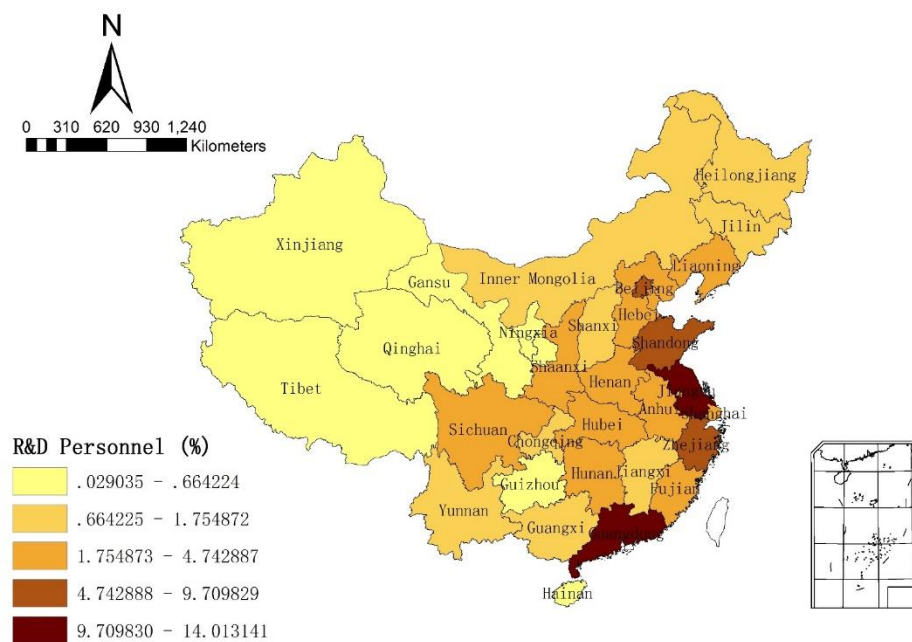 N
0 310 620 930 1,240
Kilometers
Heilongjiang
Jilin
Xinjiang
Liaoning
Inner Mongolia
Gansu
Beijing
Hebei
Ningxia
Shanxi
Shandong
Qinghai
Shaanxi
Henan
Jiangsu
Tibet
Anhui
Shanghai
Hubei
Sichuan
Chongqing
Zhejiang
R&D Personnel (%)
Hunan
Jiangxi
Guizhou
Fujian
.029035 - .664224
.664225 - 1.754872
Yunnan
Guangxi
Guangdong
1.754873 - 4.742887
Hainan
4.742888 - 9.709829
9.709830 - 14.013141